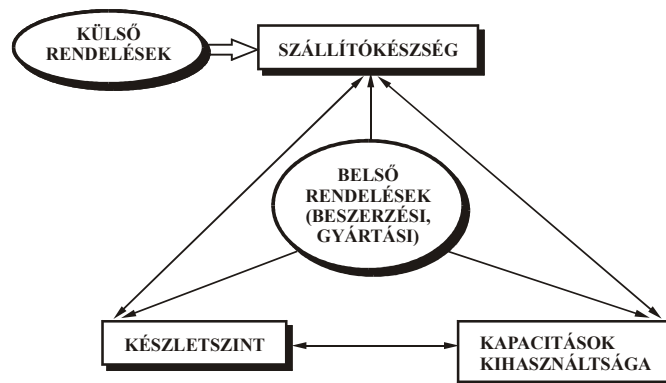 KÜLSŐ
RENDELÉSEK
SZÁLLÍTÓKÉSZSÉG
BELSŐ
RENDELÉSEK
(BESZERZÉSI,
GYÁRTÁSI)
KÉSZLETSZINT
KAPACITÁSOK
KIHASZNÁLTSÁGA